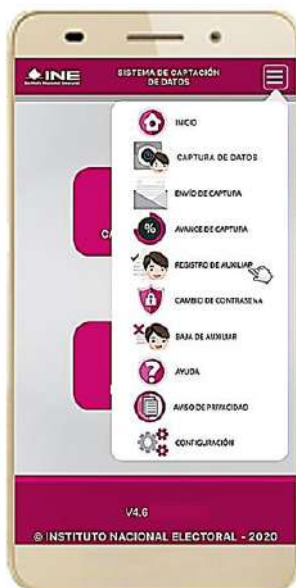 INE
Instituto Nacional Electoral
SISTEMA DE CAPTACIÓN
DE DATOS
INICIO
CAPTURA DE DATOS
ENVÍO DE CAPTURA
%
AVANCE DE CAPTURA
CA
REGISTRO DE AUXILIAR
CAMBIO DE CONTRASEÑA
BAJA DE AUXILIAR
?
AYUDA
AVISO DE PRIVACIDAD
CONFIGURACIÓN
V4.6
© INSTITUTO NACIONAL ELECTORAL - 2020